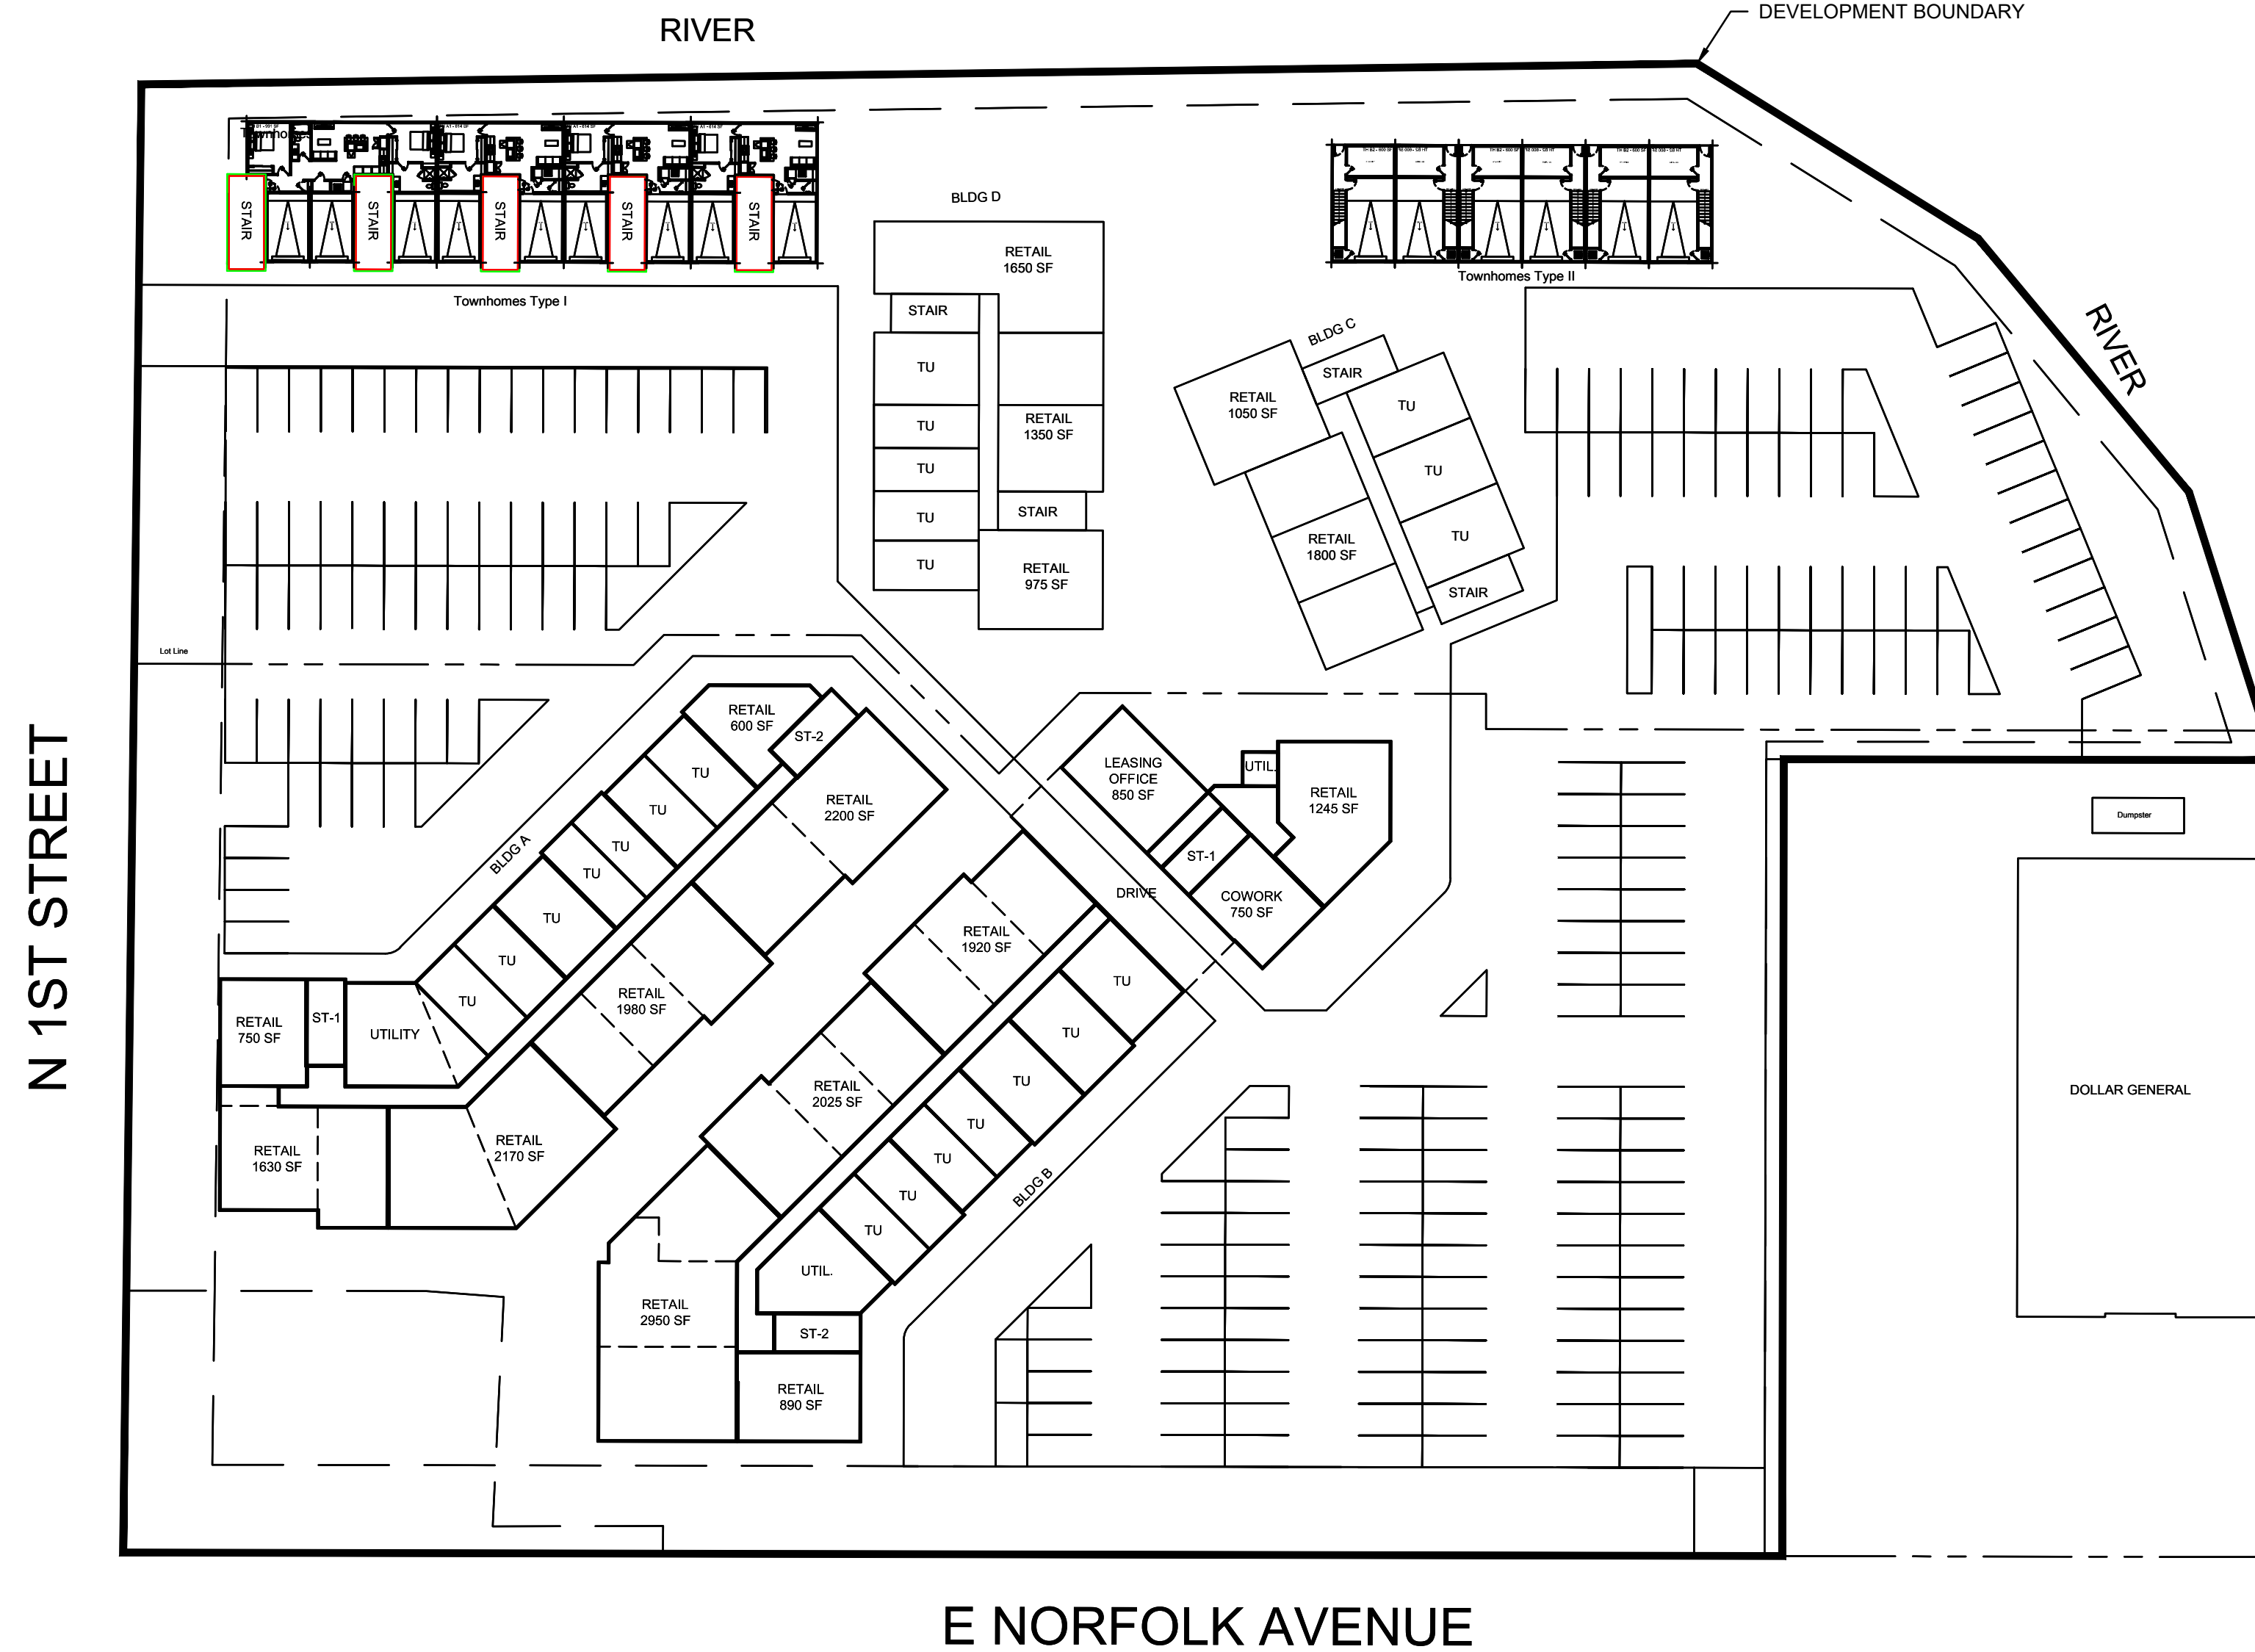 RIVER
DEVELOPMENT BOUNDARY
Townhomes
STAIR
STAIR
STAIR
STAIR
STAIR
Townhomes Type I
Townhomes Type II
RIVER
BLDG D
RETAIL
1650 SF
STAIR
TU
TU
TU
TU
TU
RETAIL
1350 SF
STAIR
RETAIL
975 SF
BLDG C
STAIR
RETAIL
1050 SF
TU
TU
TU
RETAIL
1800 SF
STAIR
Lot Line
N 1ST STREET
BLDG A
RETAIL
600 SF
ST-2
TU
TU
TU
TU
TU
TU
TU
RETAIL
2200 SF
RETAIL
1980 SF
RETAIL
750 SF
ST-1
UTILITY
RETAIL
1630 SF
RETAIL
2170 SF
LEASING
OFFICE
850 SF
UTIL.
RETAIL
1245 SF
ST-1
COWORK
750 SF
DRIVE
RETAIL
1920 SF
RETAIL
2025 SF
TU
TU
TU
TU
TU
TU
TU
BLDG B
UTIL.
RETAIL
2950 SF
ST-2
RETAIL
890 SF
Dumpster
DOLLAR GENERAL
E NORFOLK AVENUE